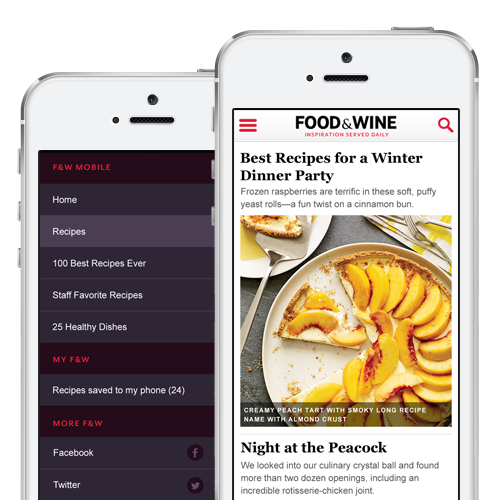 F&W MOBILE
Home
Recipes
100 Best Recipes Ever
Staff Favorite Recipes
25 Healthy Dishes
MY F&W
Recipes saved to my phone (24)
MORE F&W
Facebook
Twitter
FOOD&WINE
INSPIRATION SERVED DAILY
Best Recipes for a Winter
Dinner Party
Frozen raspberries are terrific in these soft, puffy
yeast rolls—a fun twist on a cinnamon bun.
CREAMY PEACH TART WITH SMOKY LONG RECIPE
NAME WITH ALMOND CRUST
Night at the Peacock
We looked into our culinary crystal ball and found
more than two dozen openings, including an
incredible rotisserie-chicken joint.